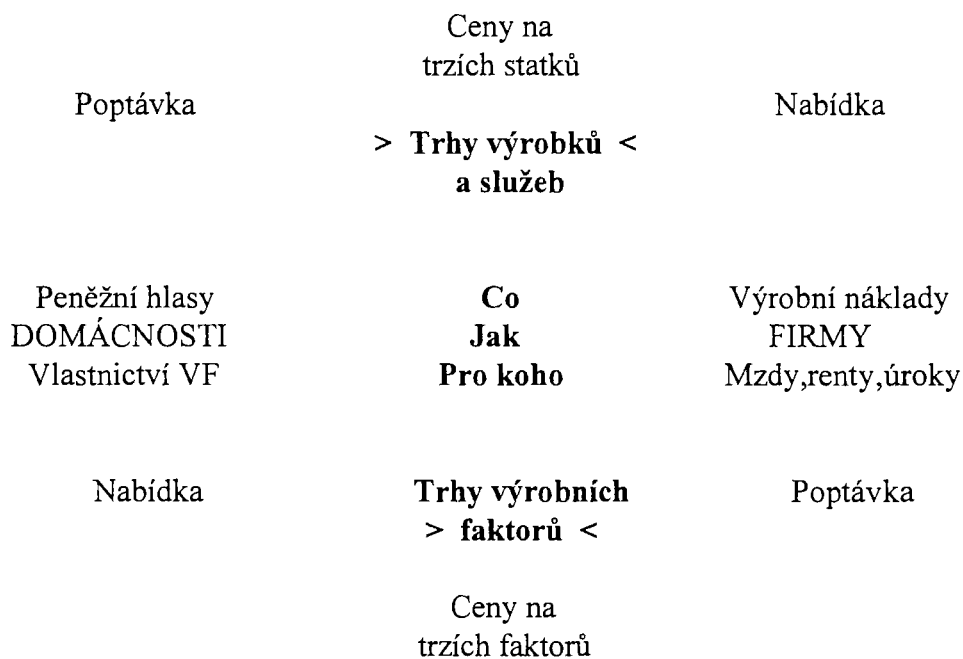 Ceny na
trzích statků
Poptávka Nabídka
> Trhy výrobků <
a služeb
Peněžní hlasy Co Výrobní náklady
DOMÁCNOSTI Jak FIRMY
Vlastnictví VF Pro koho Mzdy,renty,úroky
Nabídka Trhy výrobních Poptávka
> faktorů <
Ceny na
trzích faktorů